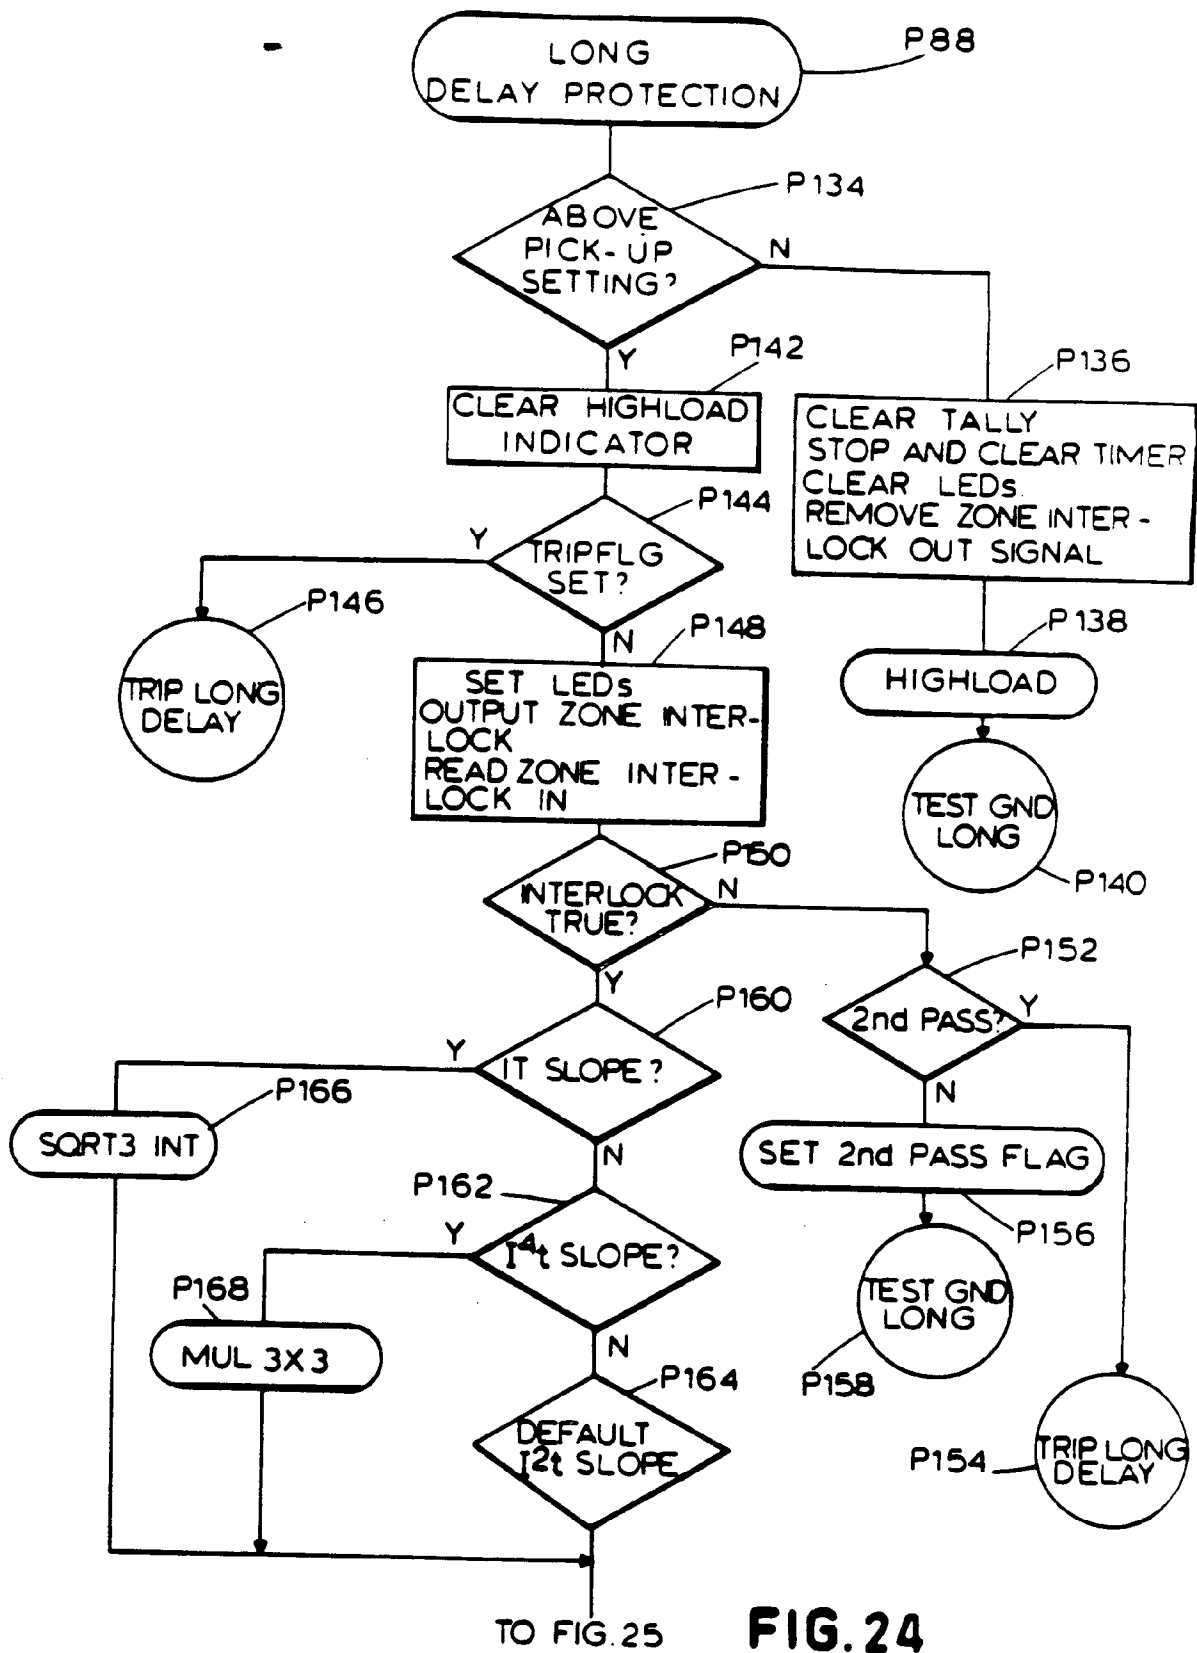 LONG
DELAY PROTECTION
P88
P134
ABOVE
PICK-UP
SETTING?
N
Y
P142
CLEAR HIGHLOAD
INDICATOR
P136
CLEAR TALLY
STOP AND CLEAR TIMER
CLEAR LEDs
REMOVE ZONE INTER-
LOCK OUT SIGNAL
P144
TRIPFLG
SET?
Y
N
P146
TRIP LONG
DELAY
P148
SET LEDs
OUTPUT ZONE INTER-
LOCK
READ ZONE INTER-
LOCK IN
P138
HIGHLOAD
TEST GND
LONG
P140
P150
INTERLOCK
TRUE?
N
Y
P152
2nd PASS?
Y
N
P160
IT SLOPE?
Y
N
P166
SQRT3 INT
SET 2nd PASS FLAG
P156
P162
I⁴t SLOPE?
Y
N
TEST GND
LONG
P158
P168
MUL 3X3
P164
DEFAULT
I²t SLOPE
P154
TRIP LONG
DELAY
TO FIG.25
FIG.24